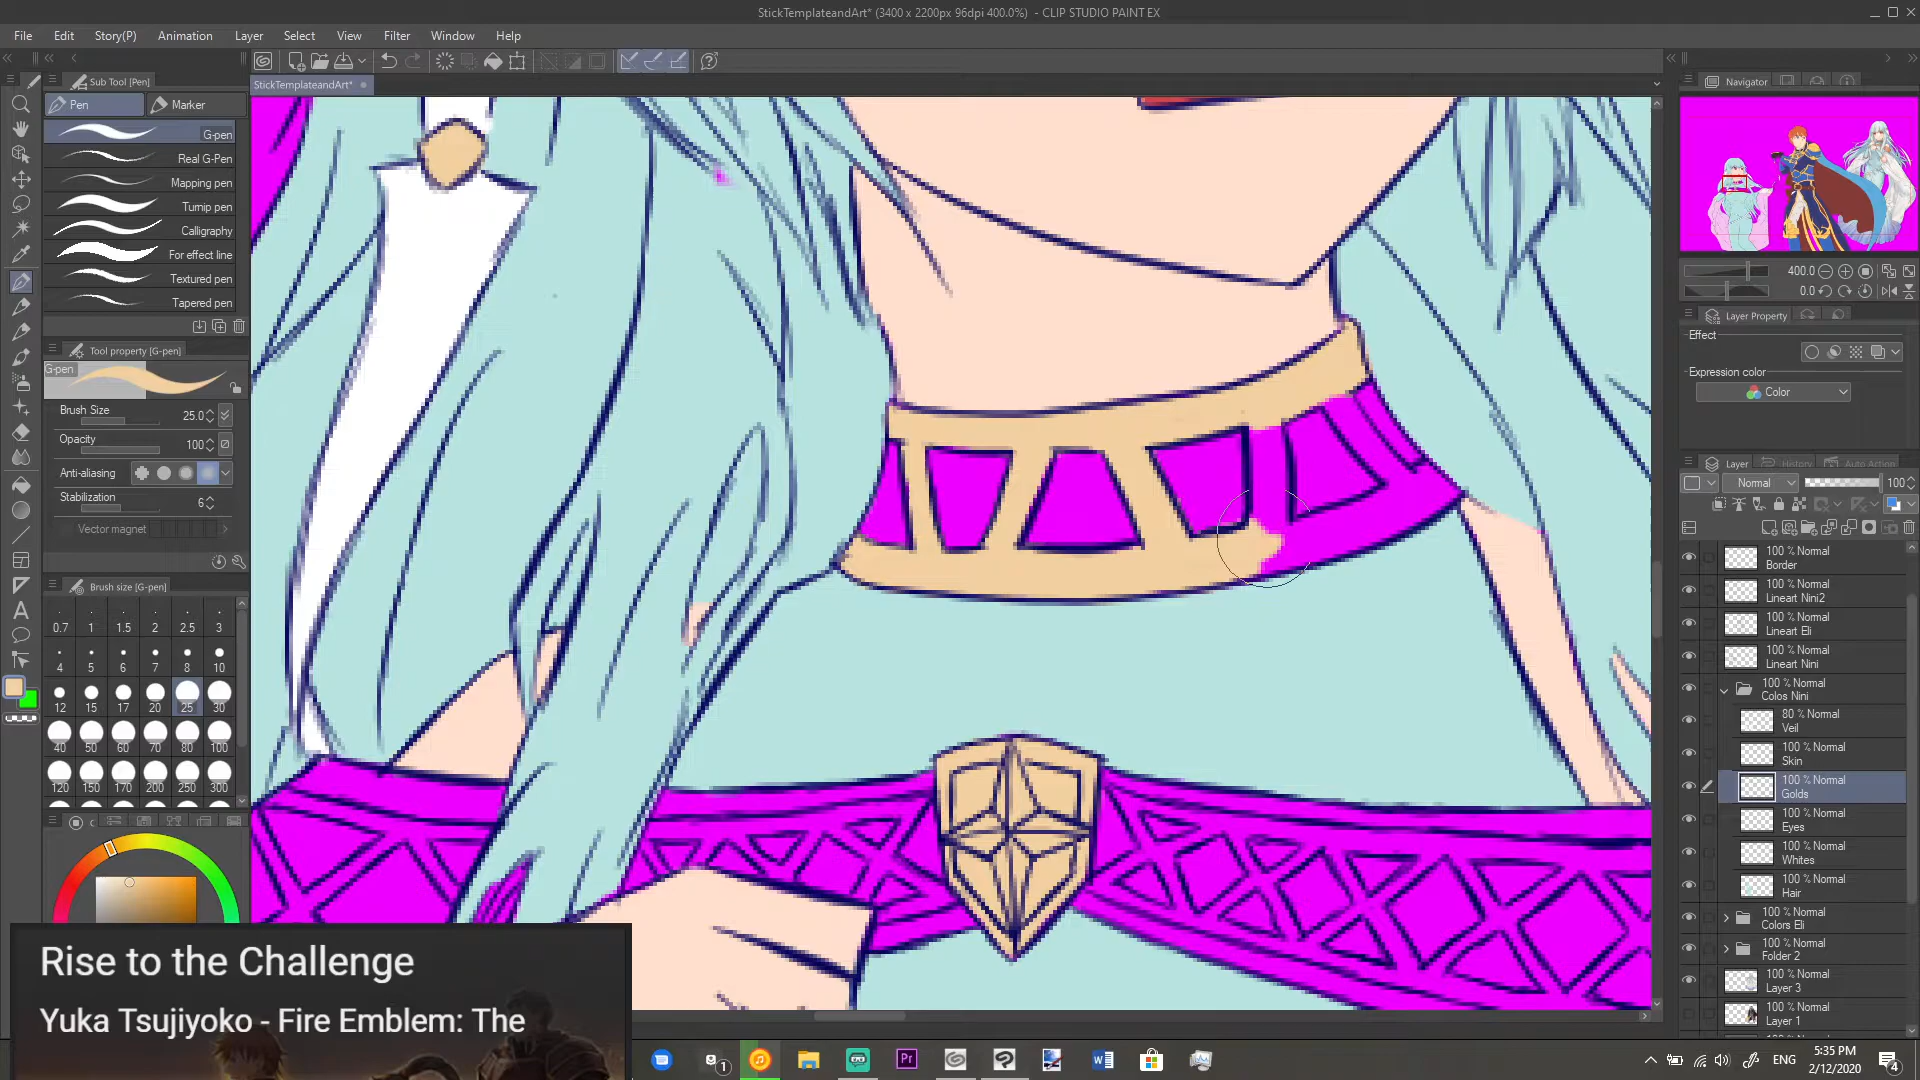 StickTemplateandArt* (3400 x 2200px 96dpi 400.0%) - CLIP STUDIO PAINT EX
File Edit Story(P) Animation Layer Select View Filter Window Help
Sub Tool [Pen]
StickTemplateandArt*
Navigator
Pen Marker
G-pen
Real G-Pen
Mapping pen
Turnip pen
Calligraphy
For effect line
Textured pen
Tapered pen
400.0
0.0
Layer Property
Effect
Expression color
Color
Tool property [G-pen]
G-pen
Brush Size 25.0
Opacity 100
Anti-aliasing
Stabilization 6
Vector magnet
Brush size [G-pen]
0.7 1 1.5 2 2.5 3
4 5 6 7 8 10
12 15 17 20 25 30
40 50 60 70 80 100
120 150 170 200 250 300
Layer History Auto Action
Normal 100
100 % Normal
Border
100 % Normal
Lineart Nini2
100 % Normal
Lineart Eli
100 % Normal
Lineart Nini
100 % Normal
Colos Nini
80 % Normal
Veil
100 % Normal
Skin
100 % Normal
Golds
100 % Normal
Eyes
100 % Normal
Whites
100 % Normal
Hair
100 % Normal
Colors Eli
100 % Normal
Folder 2
100 % Normal
Layer 3
100 % Normal
Layer 1
Rise to the Challenge
Yuka Tsujiyoko - Fire Emblem: The
1
Pr
ENG
5:35 PM
2/12/2020
4